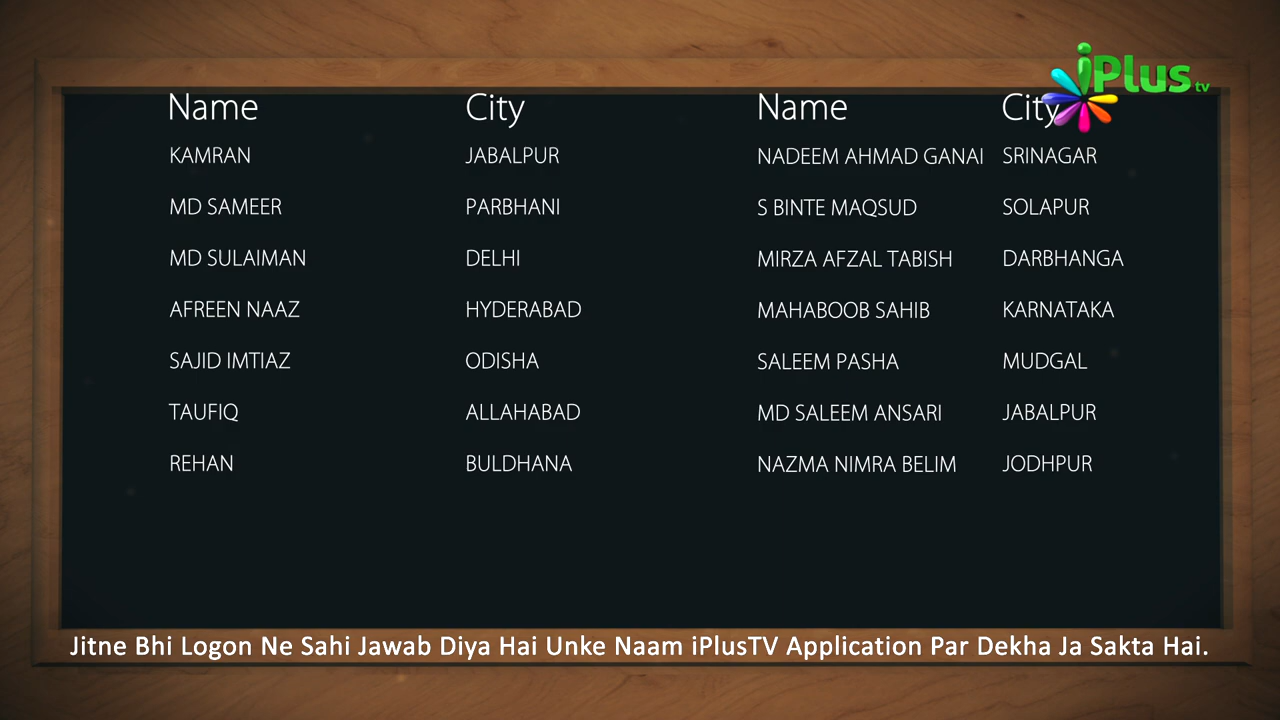 iPlus tv
Name City Name City
KAMRAN JABALPUR NADEEM AHMAD GANAI SRINAGAR
MD SAMEER PARBHANI S BINTE MAQSUD SOLAPUR
MD SULAIMAN DELHI MIRZA AFZAL TABISH DARBHANGA
AFREEN NAAZ HYDERABAD MAHABOOB SAHIB KARNATAKA
SAJID IMTIAZ ODISHA SALEEM PASHA MUDGAL
TAUFIQ ALLAHABAD MD SALEEM ANSARI JABALPUR
REHAN BULDHANA NAZMA NIMRA BELIM JODHPUR
Jitne Bhi Logon Ne Sahi Jawab Diya Hai Unke Naam iPlusTV Application Par Dekha Ja Sakta Hai.